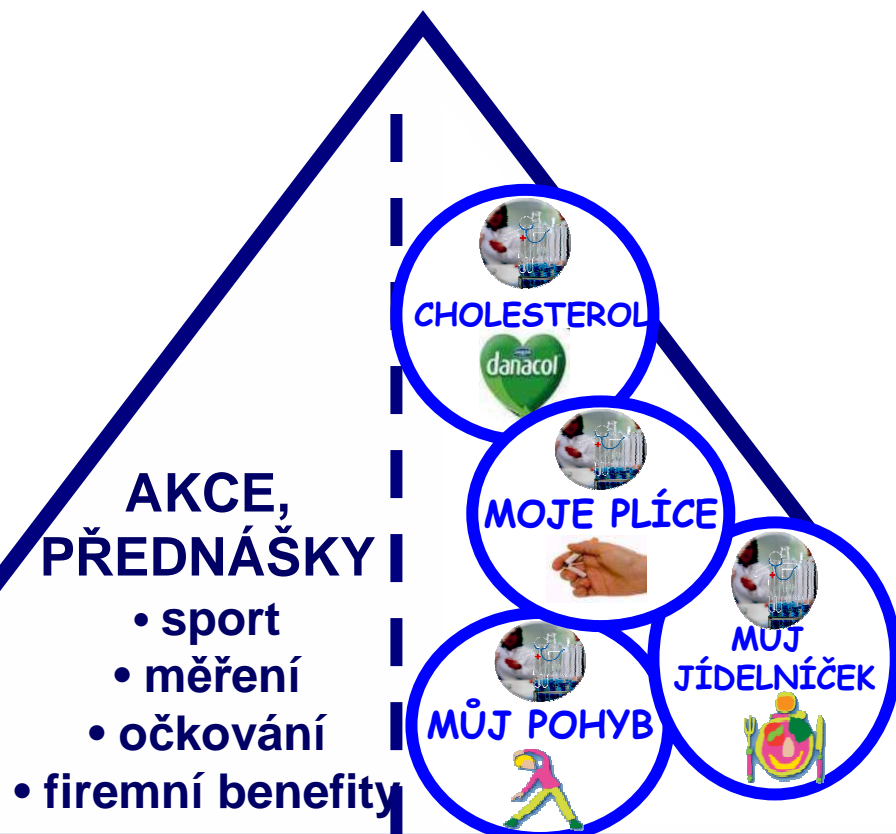 AKCE,
PŘEDNÁŠKY
• sport
• měření
• očkování
• firemní benefity
CHOLESTEROL
danacol
MOJE PLÍCE
MŮJ
JÍDELNÍČEK
MŮJ POHYB